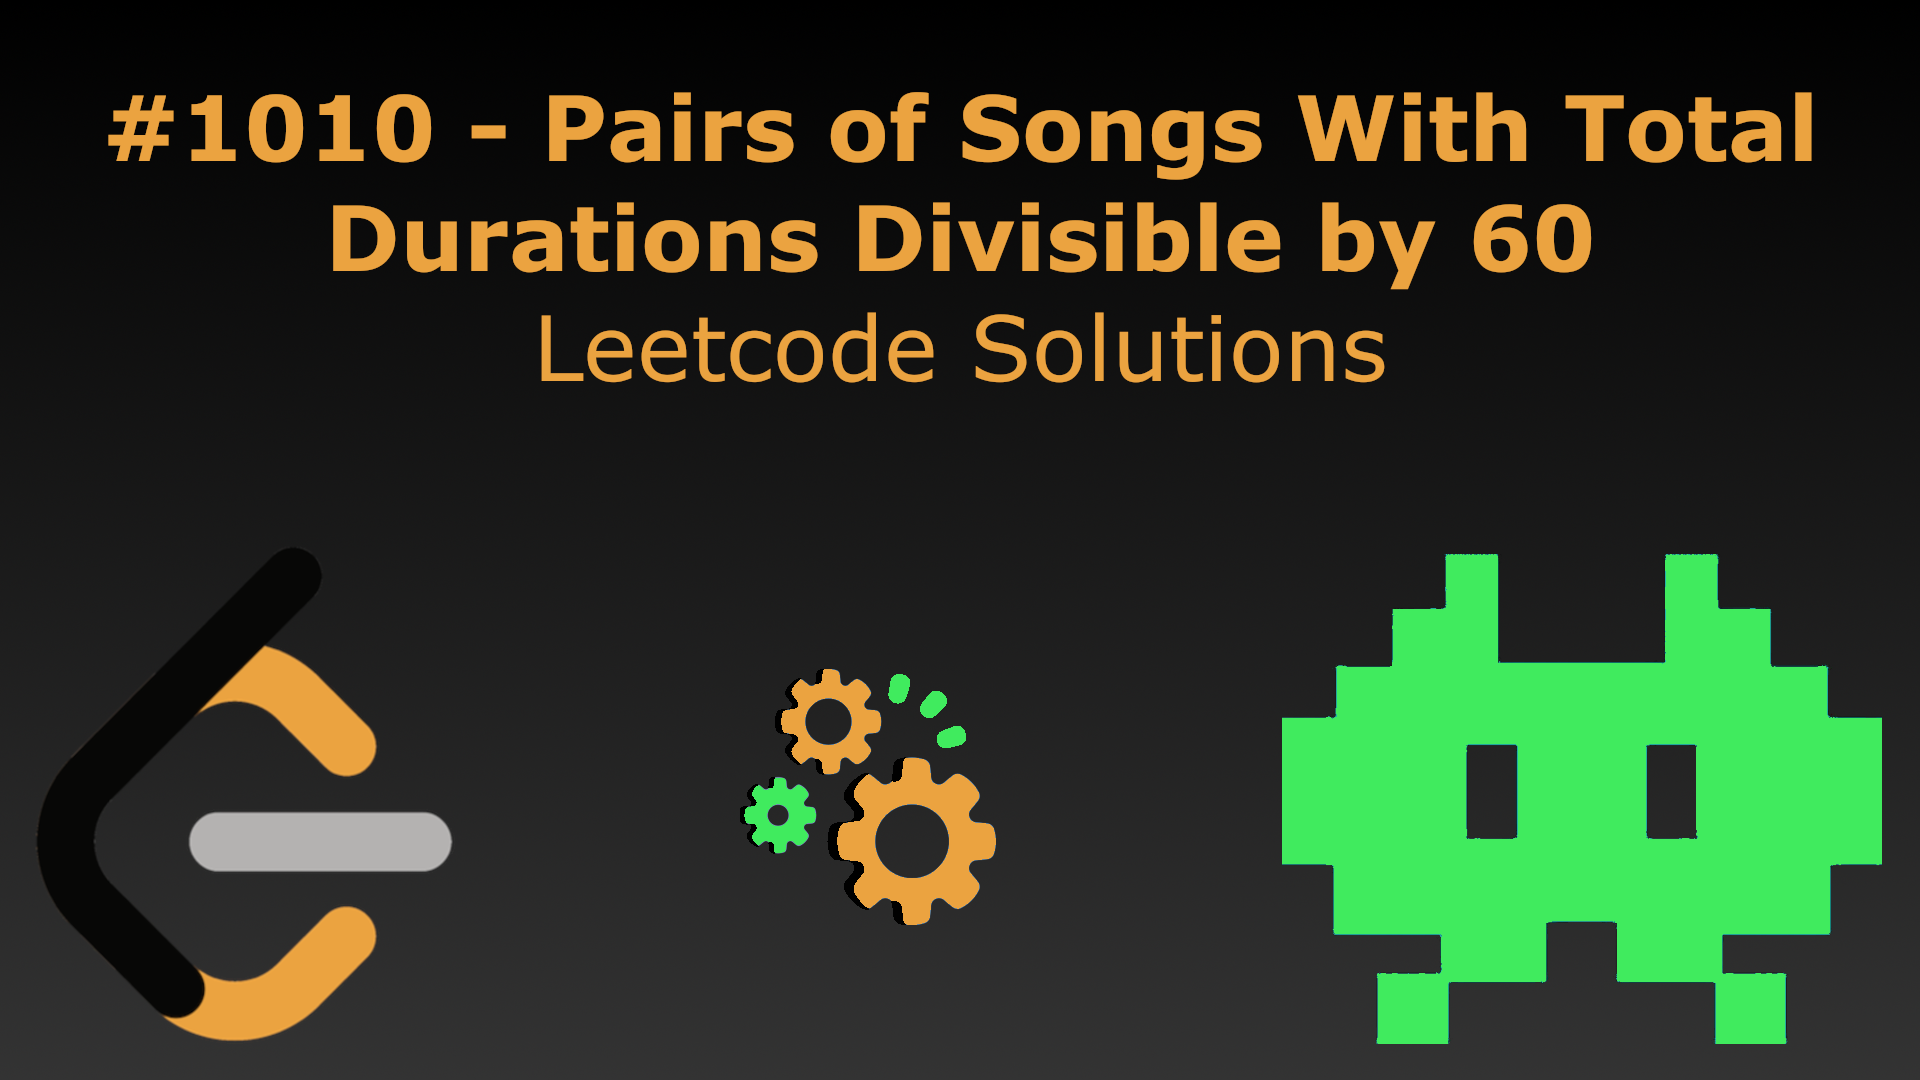 #1010 - Pairs of Songs With Total
Durations Divisible by 60
Leetcode Solutions